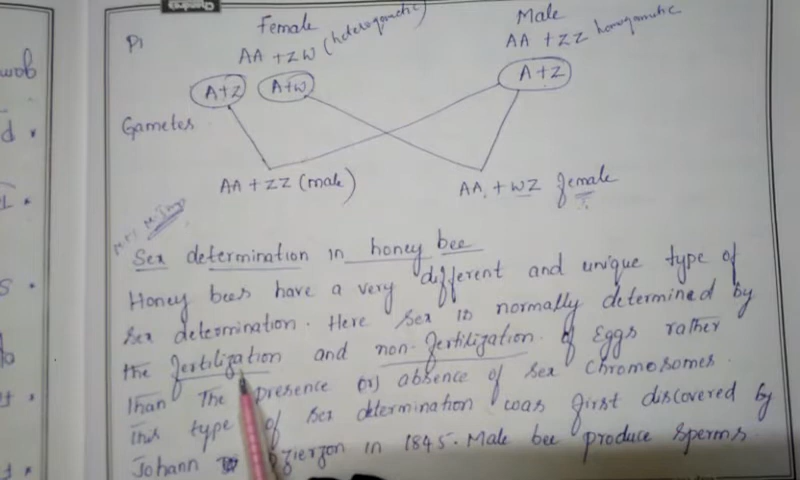 Female
Male
P1
AA + ZW (heterogametic)
AA + ZZ homogametic
A+Z
A+W
A+Z
Gametes
AA + ZZ (male)
AA + WZ female
Sex determination in honey bee
Honey bees have a very different and unique type of
sex determination. Here sex is normally determined by
the fertilization and non-fertilization of Eggs rather
than The presence (or) absence of sex chromosomes.
this type of sex determination was first discovered by
Johann Dzierzon in 1845. Male bee produce sperms